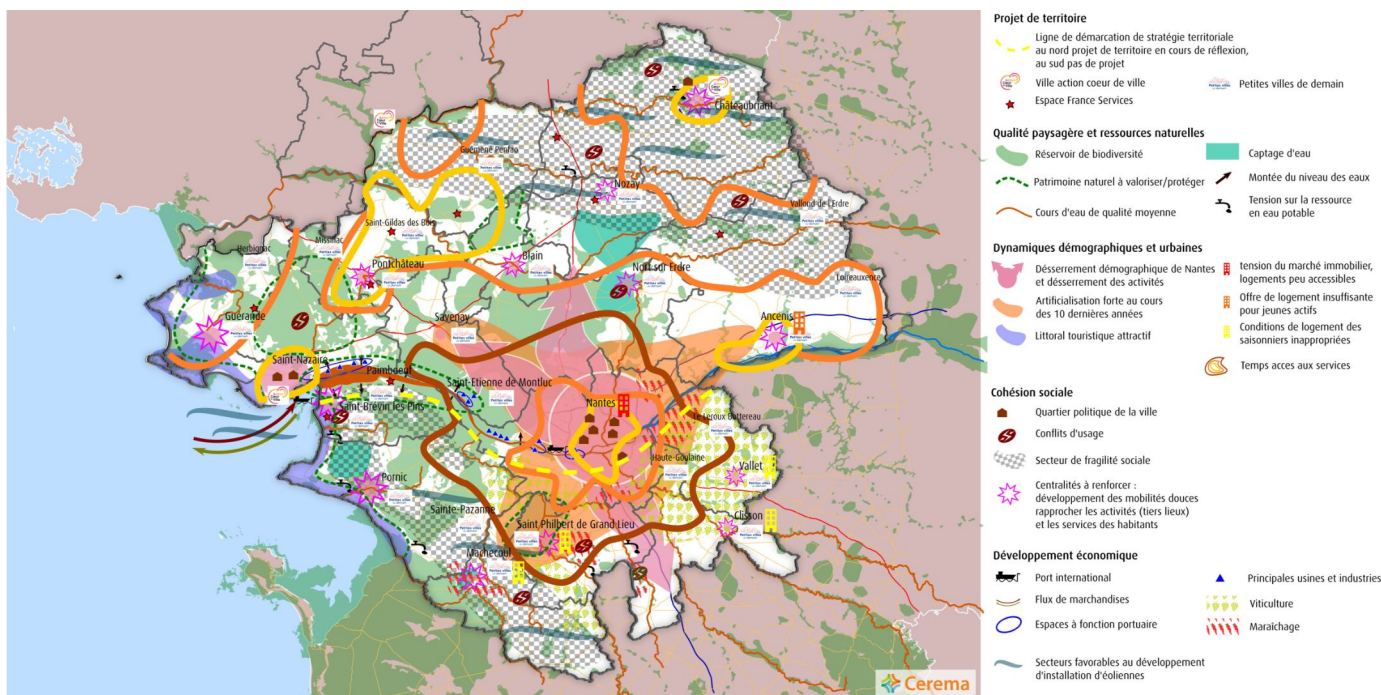 Guémené Penfao
Châteaubriant
Nozay
Vallond de l'Erdre
Saint-Gildas des Bois
Missillac
Herbignac
Pontchâteau
Blain
Nort sur Erdre
Loireauxence
Guérande
Savenay
Ancenis
Saint-Nazaire
Paimboeuf
Saint-Etienne de Montluc
Saint-Brévin les Pins
Nantes
Le Loroux Bottereau
Haute-Goulaine
Vallet
Pornic
Sainte-Pazanne
Saint Philbert de Grand Lieu
Clisson
Machecoul
Cerema
Projet de territoire
Ligne de démarcation de stratégie territoriale
au nord projet de territoire en cours de réflexion,
au sud pas de projet
Ville action coeur de ville
Petites villes de demain
Espace France Services
Qualité paysagère et ressources naturelles
Réservoir de biodiversité
Captage d'eau
Patrimoine naturel à valoriser/protéger
Montée du niveau des eaux
Cours d'eau de qualité moyenne
Tension sur la ressource
en eau potable
Dynamiques démographiques et urbaines
Désserrement démographique de Nantes
et désserrement des activités
tension du marché immobilier,
logements peu accessibles
Artificialisation forte au cours
des 10 dernières années
Offre de logement insuffisante
pour jeunes actifs
Littoral touristique attractif
Conditions de logement des
saisonniers inappropriées
Temps acces aux services
Cohésion sociale
Quartier politique de la ville
Conflits d'usage
Secteur de fragilité sociale
Centralités à renforcer :
développement des mobilités douces
rapprocher les activités (tiers lieux)
et les services des habitants
Développement économique
Port international
Principales usines et industries
Flux de marchandises
Viticulture
Espaces à fonction portuaire
Maraîchage
Secteurs favorables au développement
d'installation d'éoliennes